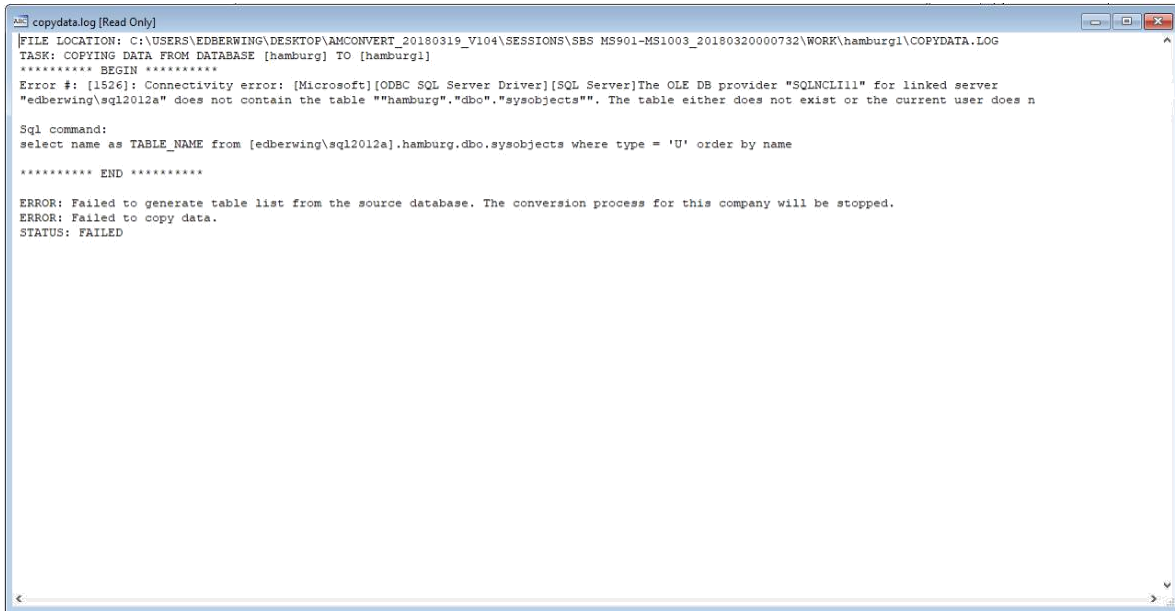 copydata.log [Read Only]
FILE LOCATION: C:\USERS\EDBERWING\DESKTOP\AMCONVERT_20180319_V104\SESSIONS\SBS MS901-MS1003_20180320000732\WORK\hamburg1\COPYDATA.LOG
TASK: COPYING DATA FROM DATABASE [hamburg] TO [hamburg1]
********** BEGIN **********
Error #: [1526]: Connectivity error: [Microsoft][ODBC SQL Server Driver][SQL Server]The OLE DB provider "SQLNCLI11" for linked server
"edberwing\sql2012a" does not contain the table ""hamburg"."dbo"."sysobjects"". The table either does not exist or the current user does n
Sql command:
select name as TABLE_NAME from [edberwing\sql2012a].hamburg.dbo.sysobjects where type = 'U' order by name
********** END **********
ERROR: Failed to generate table list from the source database. The conversion process for this company will be stopped.
ERROR: Failed to copy data.
STATUS: FAILED